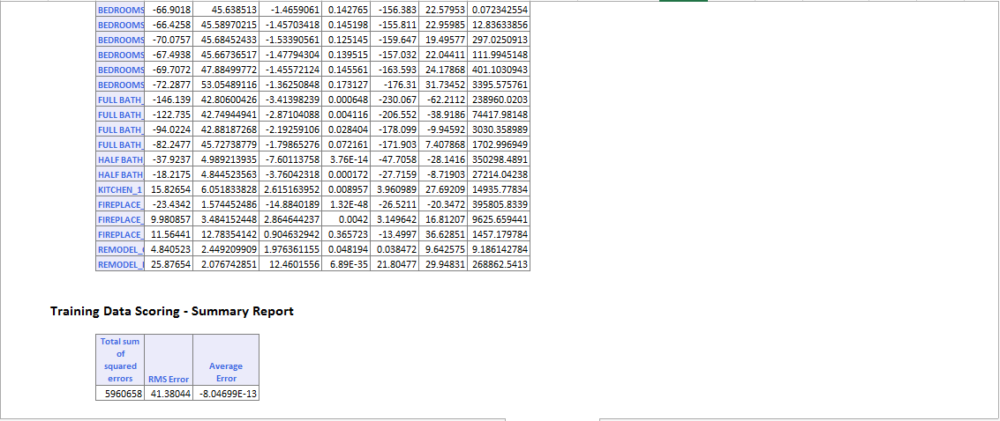 BEDROOMS -66.9018 45.638513 -1.4659061 0.142765 -156.383 22.57953 0.072342554
BEDROOMS -66.4258 45.58970215 -1.45703418 0.145198 -155.811 22.95985 12.83633856
BEDROOMS -70.0757 45.68452433 -1.53390561 0.125145 -159.647 19.49577 297.0250913
BEDROOMS -67.4938 45.66736517 -1.47794304 0.139515 -157.032 22.04411 111.9945148
BEDROOMS -69.7072 47.88499772 -1.45572124 0.145561 -163.593 24.17868 401.1030943
BEDROOMS -72.2877 53.05489116 -1.36250848 0.173127 -176.31 31.73452 3395.575761
FULL BATH_ -146.139 42.80600426 -3.41398239 0.000648 -230.067 -62.2112 238960.0203
FULL BATH_ -122.735 42.74944941 -2.87104088 0.004116 -206.552 -38.9186 74417.98148
FULL BATH_ -94.0224 42.88187268 -2.19259106 0.028404 -178.099 -9.94592 3030.358989
FULL BATH_ -82.2477 45.72738779 -1.79865276 0.072161 -171.903 7.407868 1702.996949
HALF BATH -37.9237 4.989213935 -7.60113758 3.76E-14 -47.7058 -28.1416 350298.4891
HALF BATH -18.2175 4.844523563 -3.76042318 0.000172 -27.7159 -8.71903 27214.04238
KITCHEN_1 15.82654 6.051833828 2.615163952 0.008957 3.960989 27.69209 14935.77834
FIREPLACE_ -23.4342 1.574452486 -14.8840189 1.32E-48 -26.5211 -20.3472 395805.8339
FIREPLACE_ 9.980857 3.484152448 2.864644237 0.0042 3.149642 16.81207 9625.659441
FIREPLACE_ 11.56441 12.78354142 0.904632942 0.365723 -13.4997 36.62851 1457.179784
REMODEL_ 4.840523 2.449209909 1.976361155 0.048194 0.038472 9.642575 9.186142784
REMODEL_ 25.87654 2.076742851 12.4601556 6.89E-35 21.80477 29.94831 268862.5413
Training Data Scoring - Summary Report
Total sum
of
squared Average
errors RMS Error Error
5960658 41.38044 -8.04699E-13